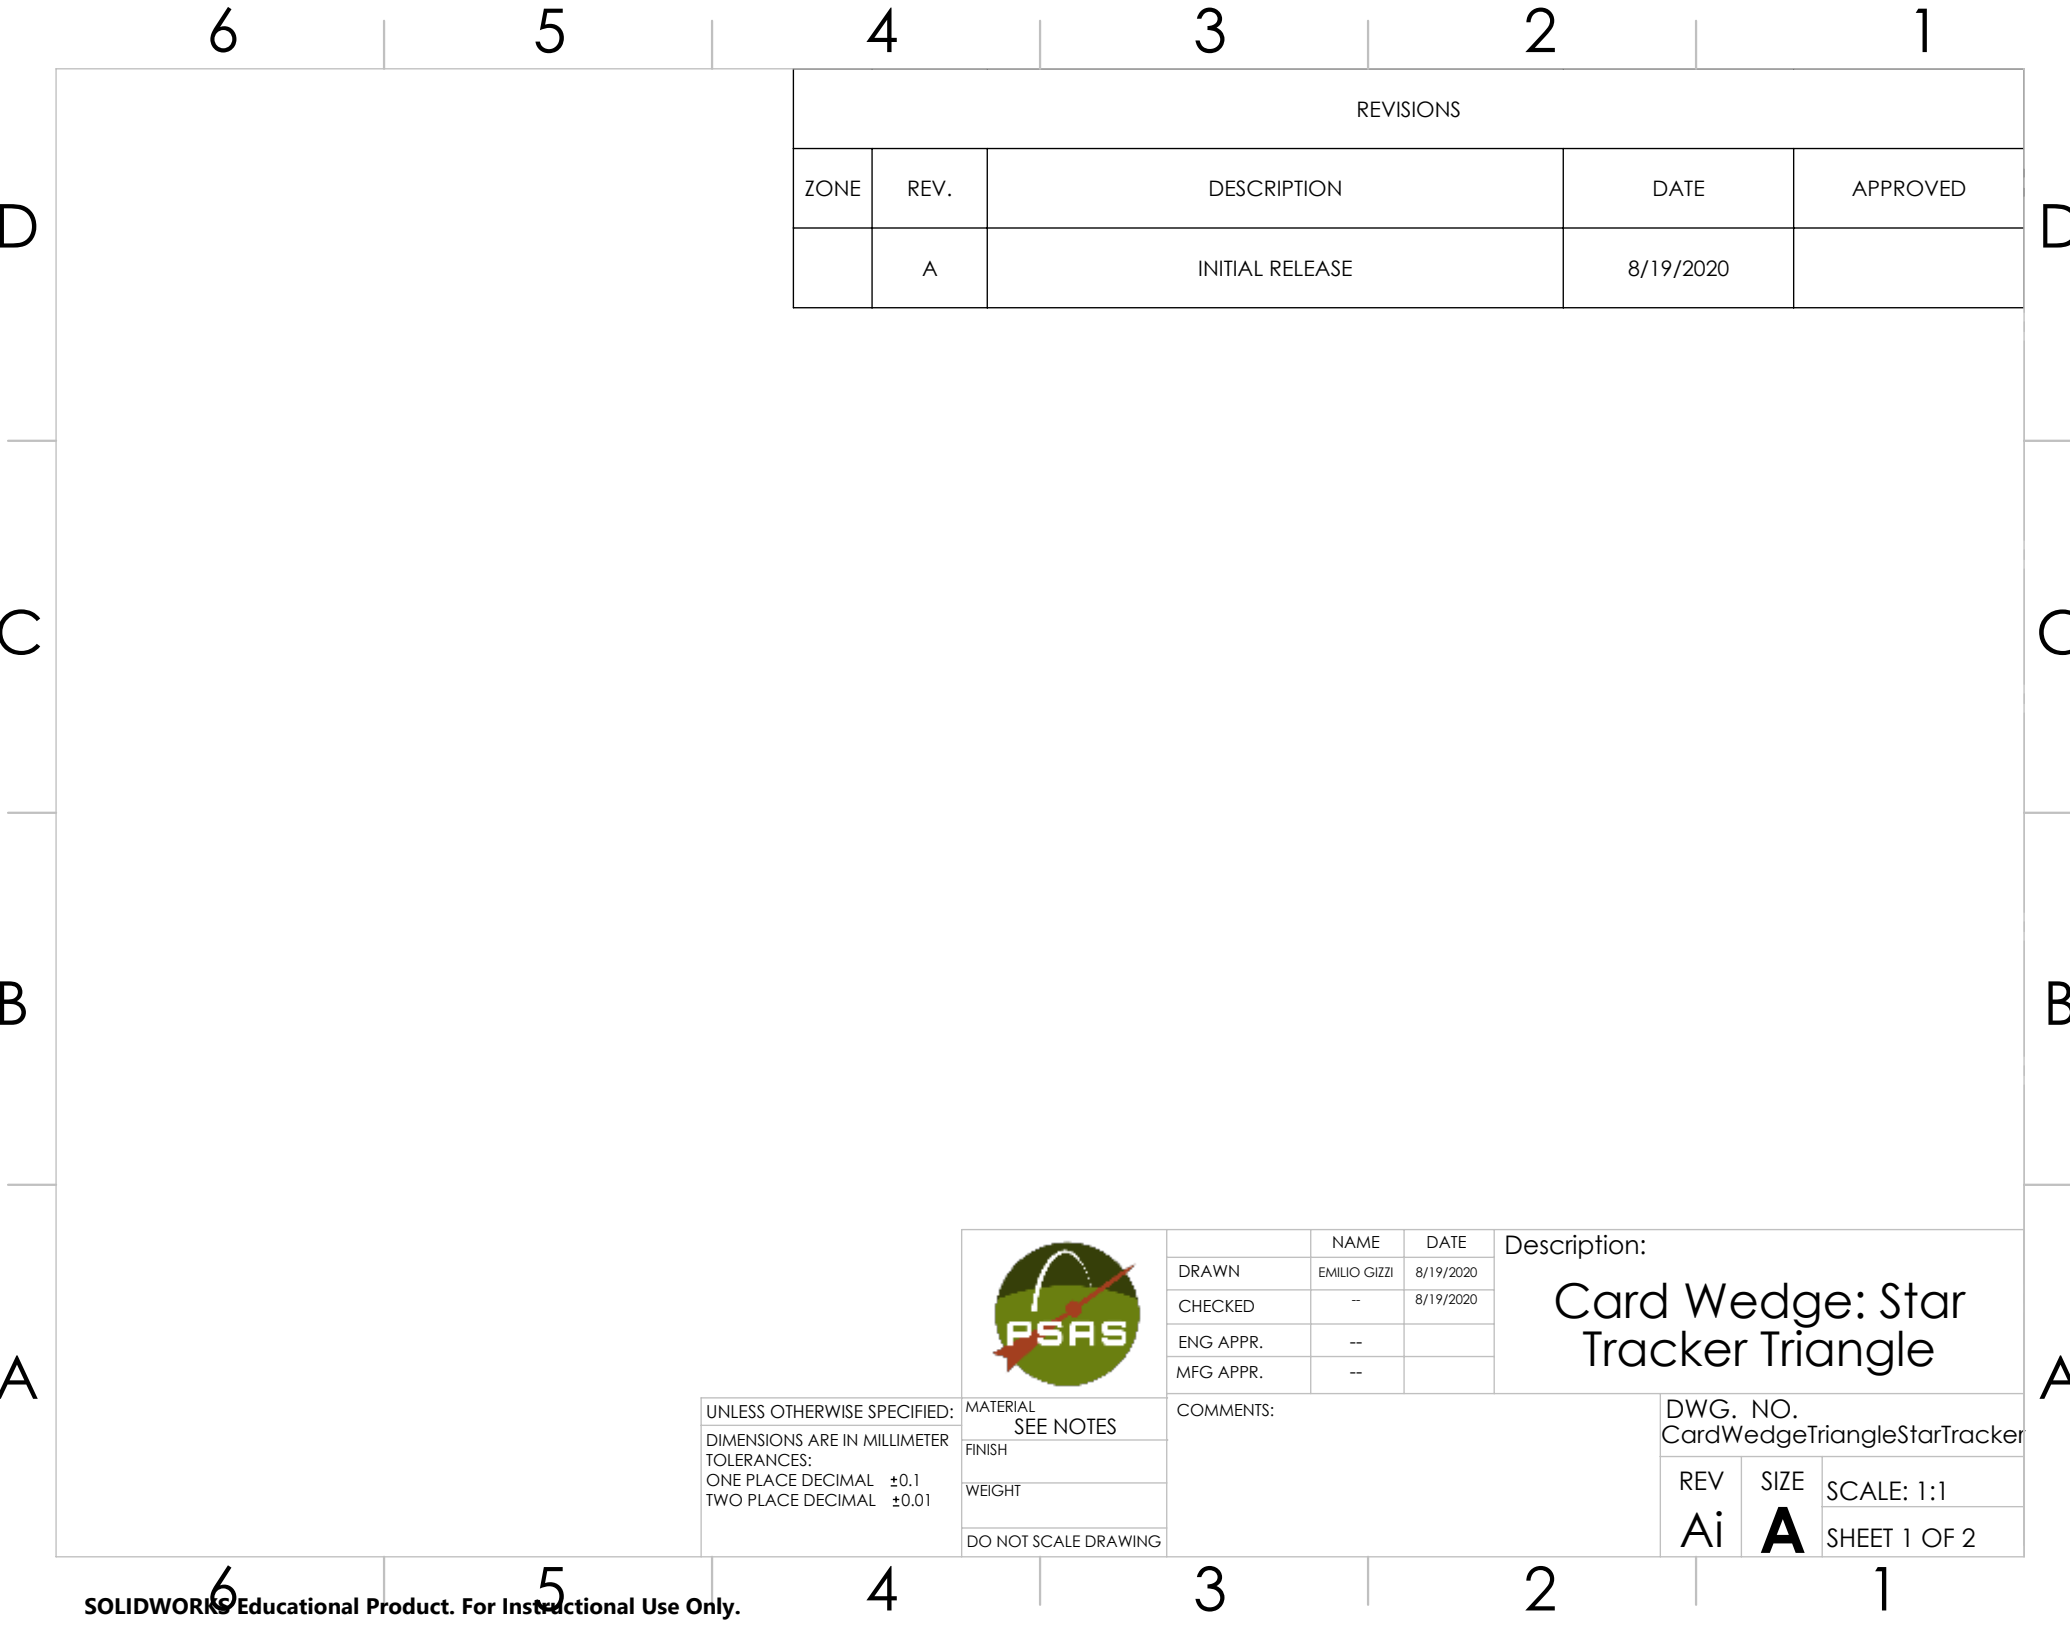 6 5 4 3 2 1
REVISIONS
ZONE REV. DESCRIPTION DATE APPROVED
A INITIAL RELEASE 8/19/2020
D D
C C
B B
A A
PSAS
NAME DATE
DRAWN EMILIO GIZZI 8/19/2020
CHECKED -- 8/19/2020
ENG APPR. --
MFG APPR. --
Description:
Card Wedge: Star
Tracker Triangle
UNLESS OTHERWISE SPECIFIED:
DIMENSIONS ARE IN MILLIMETER
TOLERANCES:
ONE PLACE DECIMAL ±0.1
TWO PLACE DECIMAL ±0.01
MATERIAL
SEE NOTES
FINISH
WEIGHT
DO NOT SCALE DRAWING
COMMENTS:
DWG. NO.
CardWedgeTriangleStarTracker
REV
Ai
SIZE
A
SCALE: 1:1
SHEET 1 OF 2
6 5 4 3 2 1
SOLIDWORKS Educational Product. For Instructional Use Only.